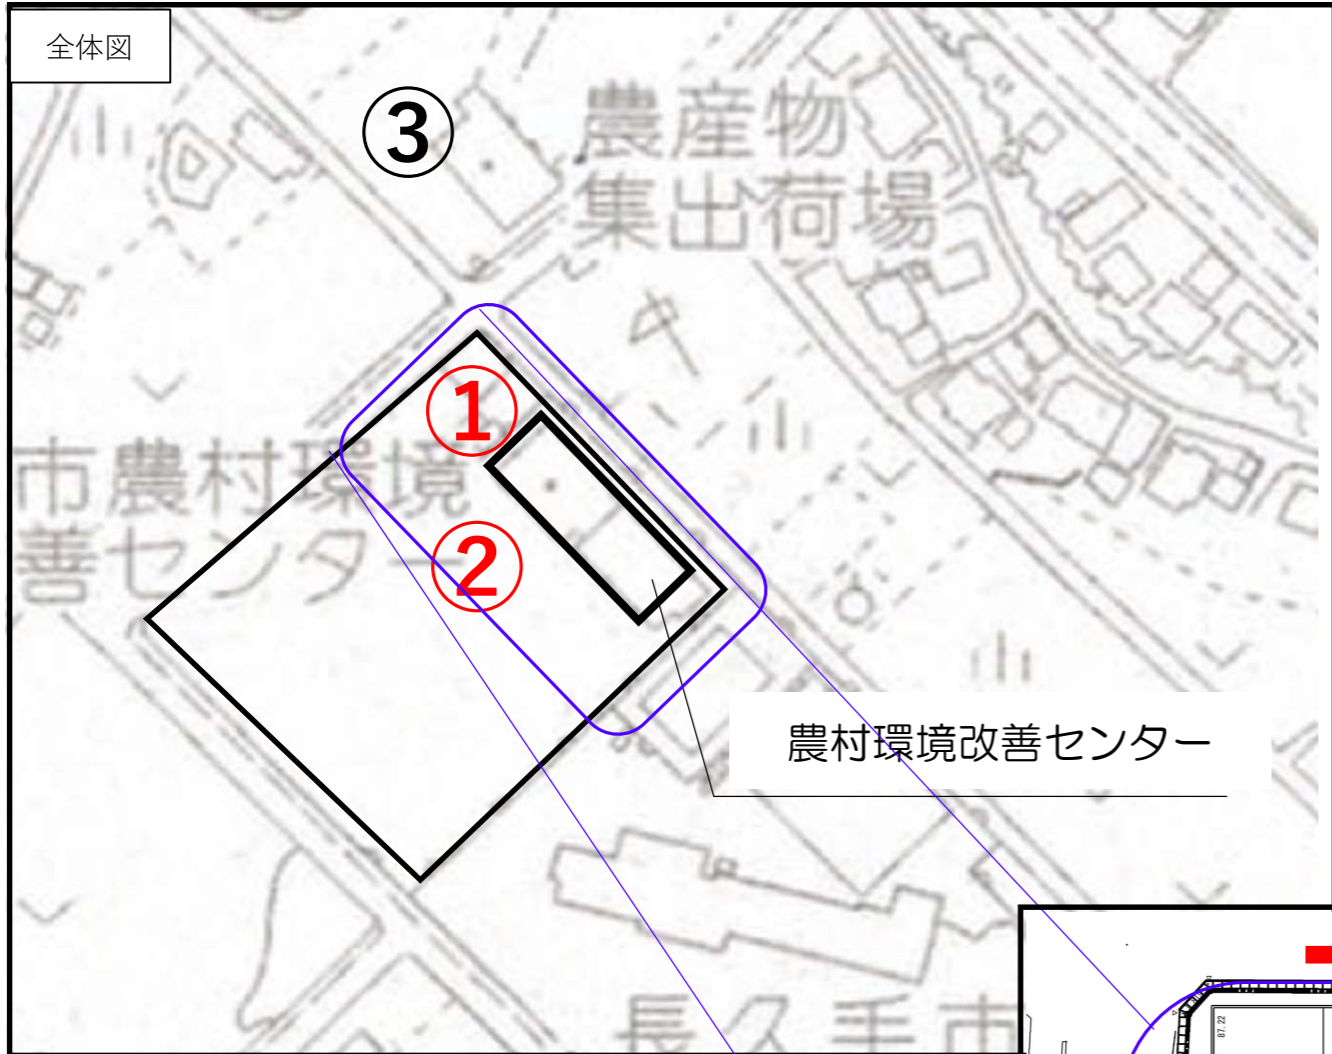 全体図
③
農産物
集出荷場
①
市農村環境
善センター
②
農村環境改善センター
長久手市
87.22